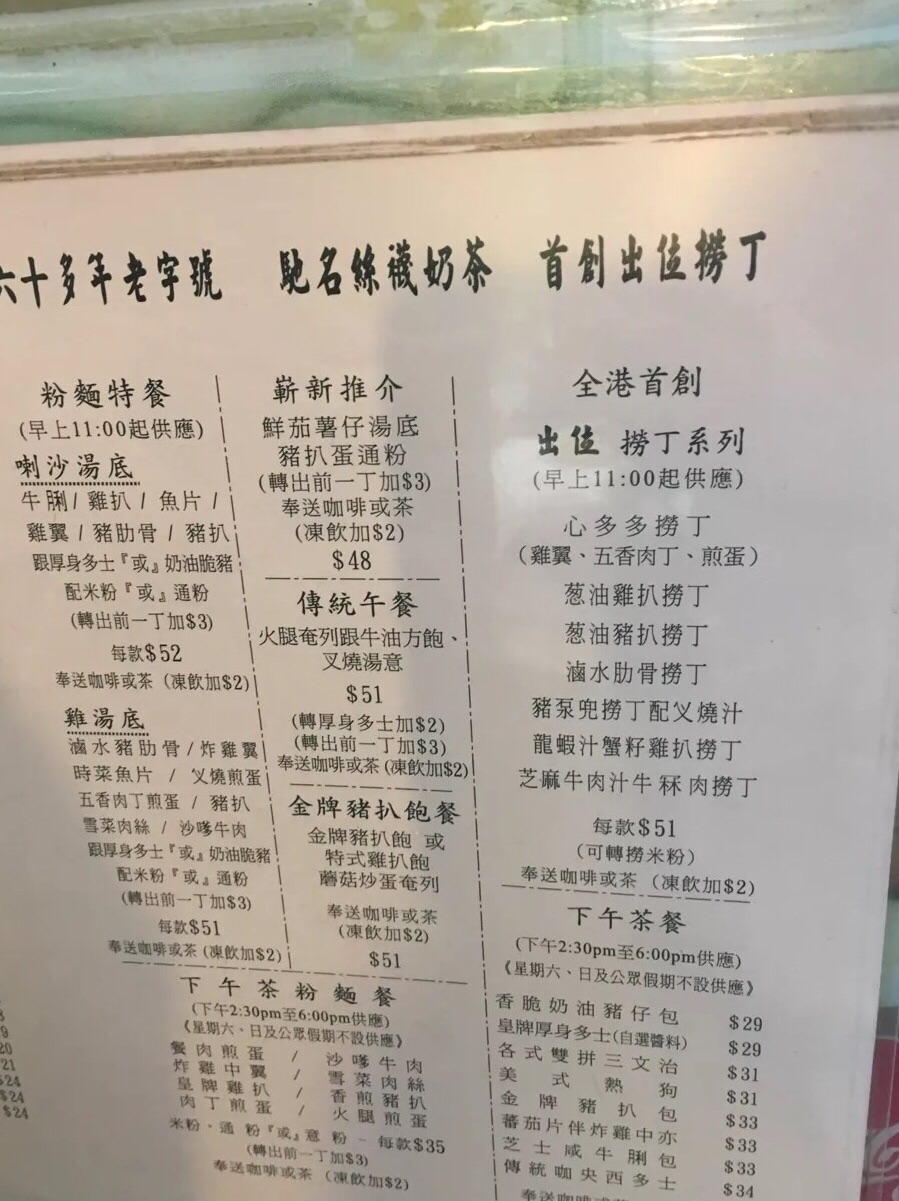 六十多年老字號　馳名絲襪奶茶　首創出位撈丁
粉麵特餐
(早上11:00起供應)
喇沙湯底
牛脷/雞扒/魚片/
雞翼/豬肋骨/豬扒
跟厚身多士『或』奶油脆豬
配米粉『或』通粉
(轉出前一丁加$3)
每款$52
奉送咖啡或茶(凍飲加$2)
雞湯底
滷水豬肋骨/炸雞翼
時菜魚片/叉燒煎蛋
五香肉丁煎蛋/豬扒
雪菜肉絲/沙嗲牛肉
跟厚身多士『或』奶油脆豬
配米粉『或』通粉
(轉出前一丁加$3)
每款$51
奉送咖啡或茶(凍飲加$2)
嶄新推介
鮮茄薯仔湯底
豬扒蛋通粉
(轉出前一丁加$3)
奉送咖啡或茶
(凍飲加$2)
$48
傳統午餐
火腿奄列跟牛油方飽、
叉燒湯意
$51
(轉厚身多士加$2)
(轉出前一丁加$3)
奉送咖啡或茶(凍飲加$2)
金牌豬扒飽餐
金牌豬扒飽 或
特式雞扒飽
蘑菇炒蛋奄列
奉送咖啡或茶
(凍飲加$2)
$51
全港首創
出位 撈丁系列
(早上11:00起供應)
心多多撈丁
(雞翼、五香肉丁、煎蛋)
葱油雞扒撈丁
葱油豬扒撈丁
滷水肋骨撈丁
豬泵兜撈丁配叉燒汁
龍蝦汁蟹籽雞扒撈丁
芝麻牛肉汁牛冧肉撈丁
每款$51
(可轉撈米粉)
奉送咖啡或茶 (凍飲加$2)
下午茶粉麵餐
(下午2:30pm至6:00pm供應)
《星期六、日及公眾假期不設供應》
餐肉煎蛋 / 沙嗲牛肉
炸雞中翼 / 雪菜肉絲
皇牌雞扒 / 香煎豬扒
肉丁煎蛋 / 火腿煎蛋
米粉‧通粉『或』意粉 – 每款$35
(轉出前一丁加$3)
奉送咖啡或茶 (凍飲加$2)
下午茶餐
(下午2:30pm至6:00pm供應)
《星期六、日及公眾假期不設供應》
香脆奶油豬仔包 $29
皇牌厚身多士(自選醬料) $29
各式雙拼三文治 $31
美式熱狗 $31
金牌豬扒包 $33
蕃茄片伴炸雞中亦 $33
芝士咸牛脷包 $33
傳統咖央西多士 $34
$24
$24
$24